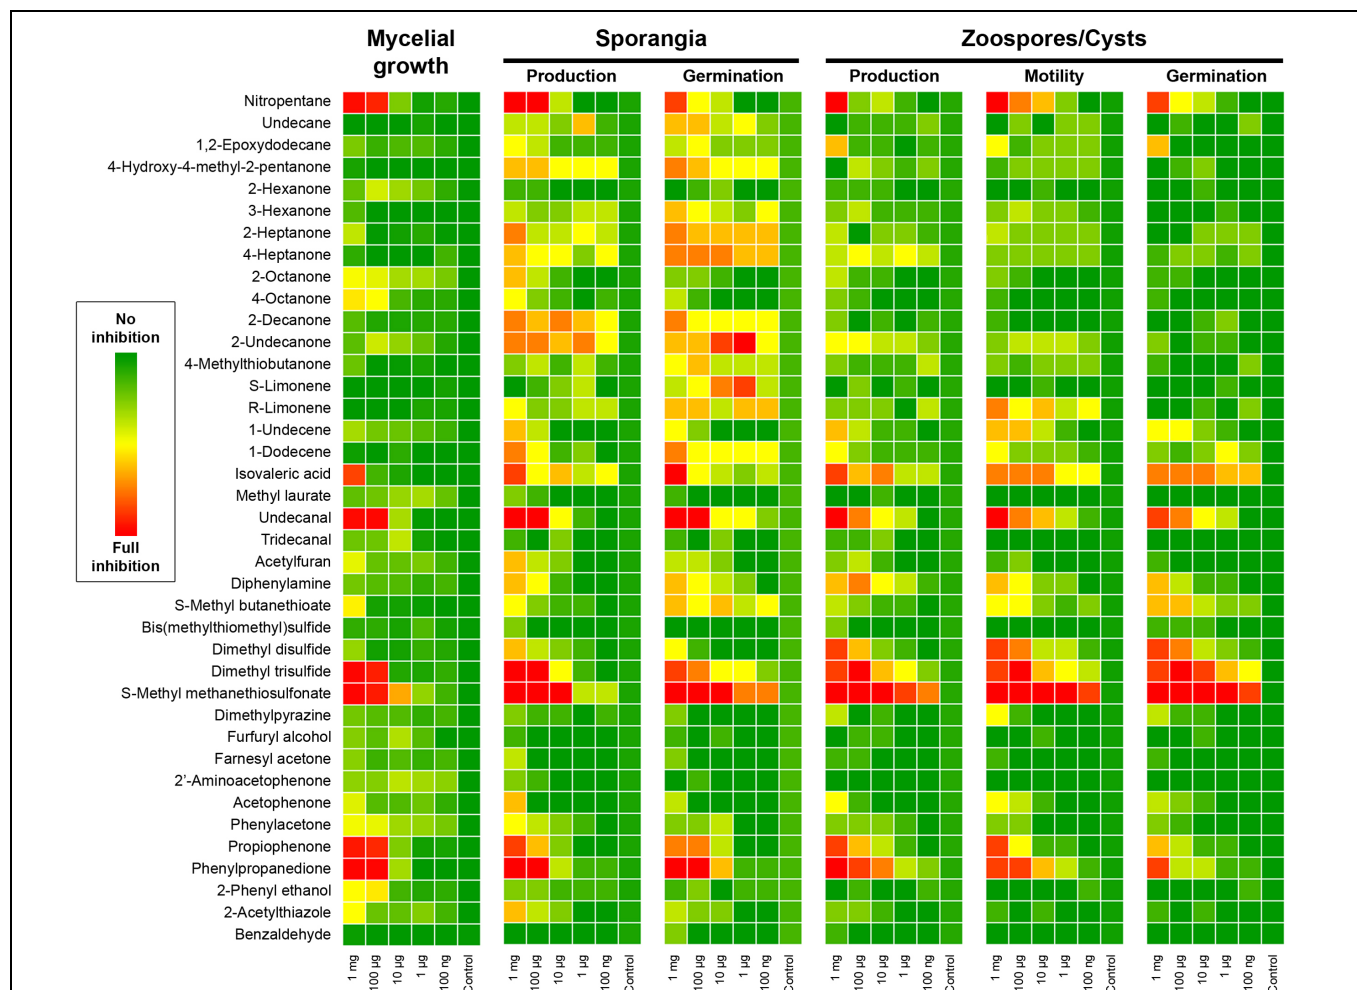 Mycelial
growth
Sporangia
Zoospores/Cysts
Production
Germination
Production
Motility
Germination
Nitropentane
Undecane
1,2-Epoxydodecane
4-Hydroxy-4-methyl-2-pentanone
2-Hexanone
3-Hexanone
2-Heptanone
4-Heptanone
2-Octanone
4-Octanone
2-Decanone
2-Undecanone
4-Methylthiobutanone
S-Limonene
R-Limonene
1-Undecene
1-Dodecene
Isovaleric acid
Methyl laurate
Undecanal
Tridecanal
Acetylfuran
Diphenylamine
S-Methyl butanethioate
Bis(methylthiomethyl)sulfide
Dimethyl disulfide
Dimethyl trisulfide
S-Methyl methanethiosulfonate
Dimethylpyrazine
Furfuryl alcohol
Farnesyl acetone
2'-Aminoacetophenone
Acetophenone
Phenylacetone
Propiophenone
Phenylpropanedione
2-Phenyl ethanol
2-Acetylthiazole
Benzaldehyde
No
inhibition
Full
inhibition
1 mg
100 µg
10 µg
1 µg
100 ng
Control
1 mg
100 µg
10 µg
1 µg
100 ng
Control
1 mg
100 µg
10 µg
1 µg
100 ng
Control
1 mg
100 µg
10 µg
1 µg
100 ng
Control
1 mg
100 µg
10 µg
1 µg
100 ng
Control
1 mg
100 µg
10 µg
1 µg
100 ng
Control